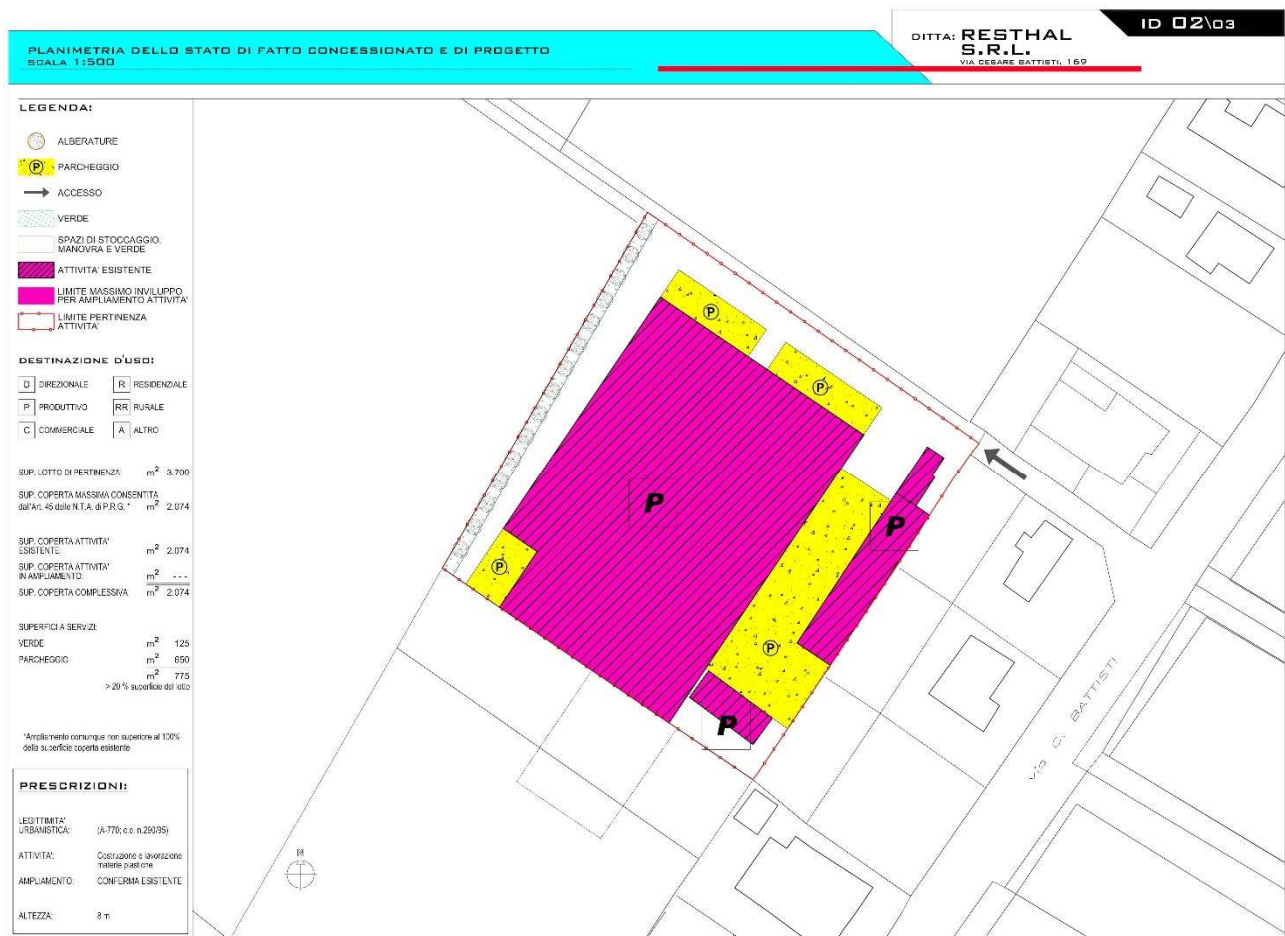 PLANIMETRIA DELLO STATO DI FATTO CONCESSIONATO E DI PROGETTO
SCALA 1:500
DITTA: RESTHAL
S.R.L.
VIA CESARE BATTISTI, 169
ID 02\03
LEGENDA:
ALBERATURE
P PARCHEGGIO
ACCESSO
VERDE
SPAZI DI STOCCAGGIO,
MANOVRA E VERDE
ATTIVITA' ESISTENTE
LIMITE MASSIMO INVILUPPO
PER AMPLIAMENTO ATTIVITA'
LIMITE PERTINENZA
ATTIVITA'
DESTINAZIONE D'USO:
D DIREZIONALE R RESIDENZIALE
P PRODUTTIVO RR RURALE
C COMMERCIALE A ALTRO
SUP. LOTTO DI PERTINENZA: m² 3.700
SUP. COPERTA MASSIMA CONSENTITA
dall'Art. 45 delle N.T.A. di P.R.G. * m² 2.074
SUP. COPERTA ATTIVITA'
ESISTENTE: m² 2.074
SUP. COPERTA ATTIVITA'
IN AMPLIAMENTO: m² ---
SUP. COPERTA COMPLESSIVA m² 2.074
SUPERFICI A SERVIZI:
VERDE m² 125
PARCHEGGIO m² 650
m² 775
> 20 % superficie del lotto
*Ampliamento comunque non superiore al 100%
della superficie coperta esistente
PRESCRIZIONI:
LEGITTIMITA'
URBANISTICA: (A-770; c.e. n.290/95)
ATTIVITA': Costruzione e lavorazione
materie plastiche
AMPLIAMENTO: CONFERMA ESISTENTE
ALTEZZA: 8 m
P
P
P
P
P
P
P
via C. BATTISTI
N